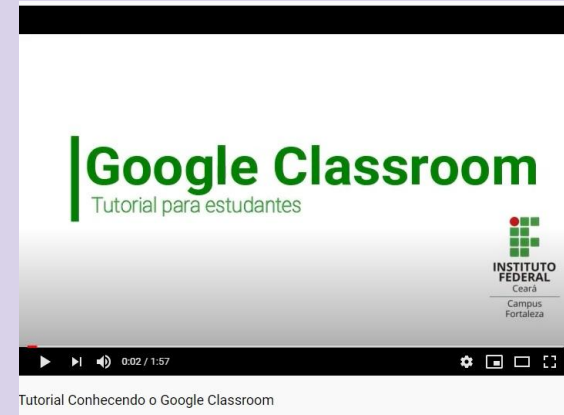 Google Classroom
Tutorial para estudantes
INSTITUTO
FEDERAL
Ceará
Campus
Fortaleza
0:02 / 1:57
Tutorial Conhecendo o Google Classroom